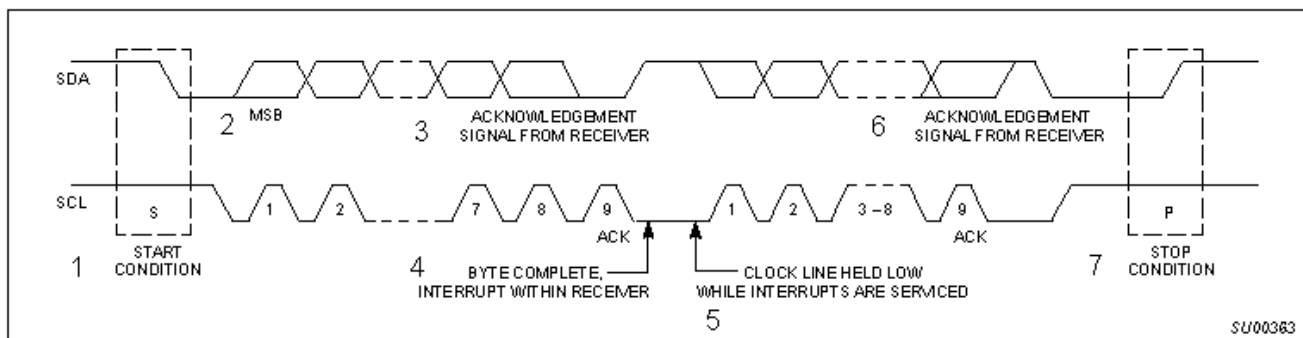 SDA
2 MSB
3 ACKNOWLEDGEMENT
SIGNAL FROM RECEIVER
6 ACKNOWLEDGEMENT
SIGNAL FROM RECEIVER
SCL
S
1 2 7 8 9 1 2 3 – 8 9
P
ACK
ACK
1 START
CONDITION
4 BYTE COMPLETE,
INTERRUPT WITHIN RECEIVER
CLOCK LINE HELD LOW
WHILE INTERRUPTS ARE SERVICED
5
7 STOP
CONDITION
SU00363